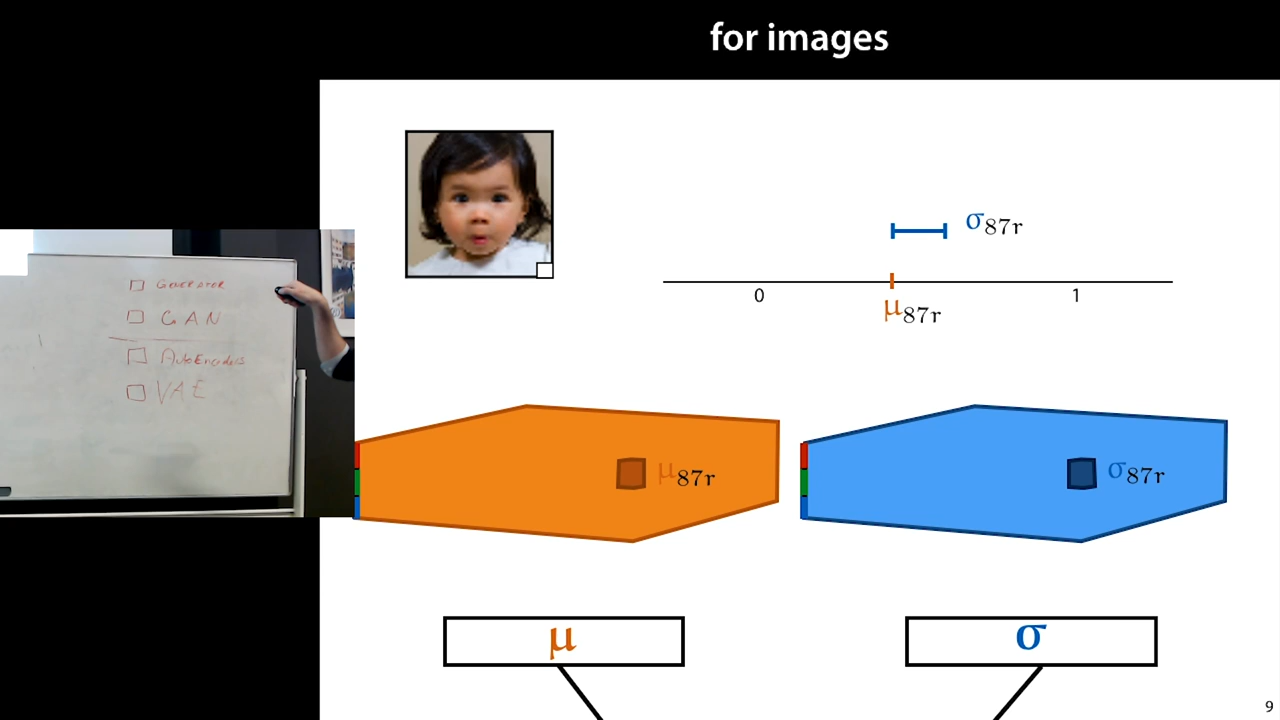 for images
σ87r
0 1
μ87r
Generator
GAN
AutoEncoders
VAE
μ87r
σ87r
μ
σ
9